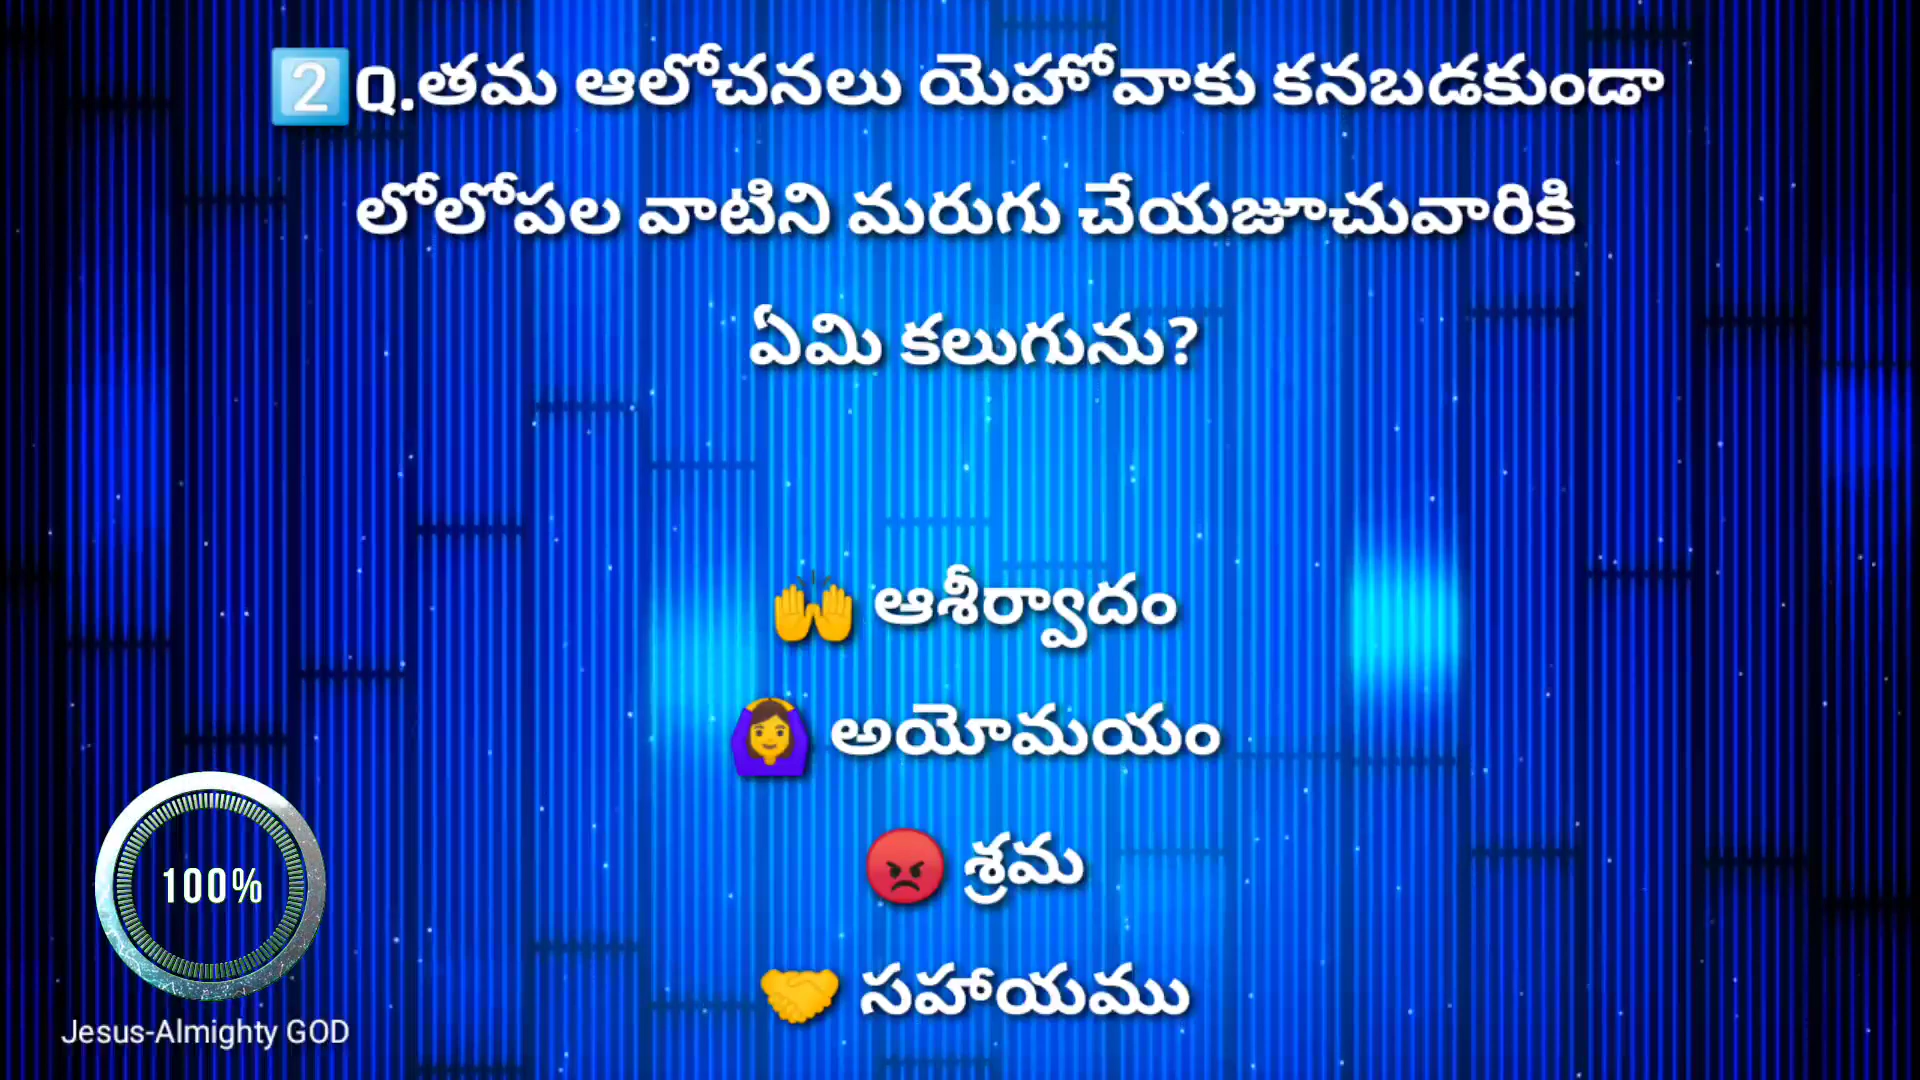 2️⃣Q.తమ ఆలోచనలు యెహోవాకు కనబడకుండా
లోలోపల వాటిని మరుగు చేయజూచువారికి
ఏమి కలుగును?
🙌 ఆశీర్వాదం
🙆‍♀️ అయోమయం
😡 శ్రమ
🤝 సహాయము
100%
Jesus-Almighty GOD